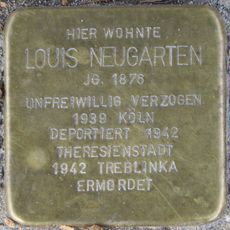 HIER WOHNTE
LOUIS NEUGARTEN
JG. 1876
UNFREIWILLIG VERZOGEN
1939 KÖLN
DEPORTIERT 1942
THERESIENSTADT
1942 TREBLINKA
ERMORDET